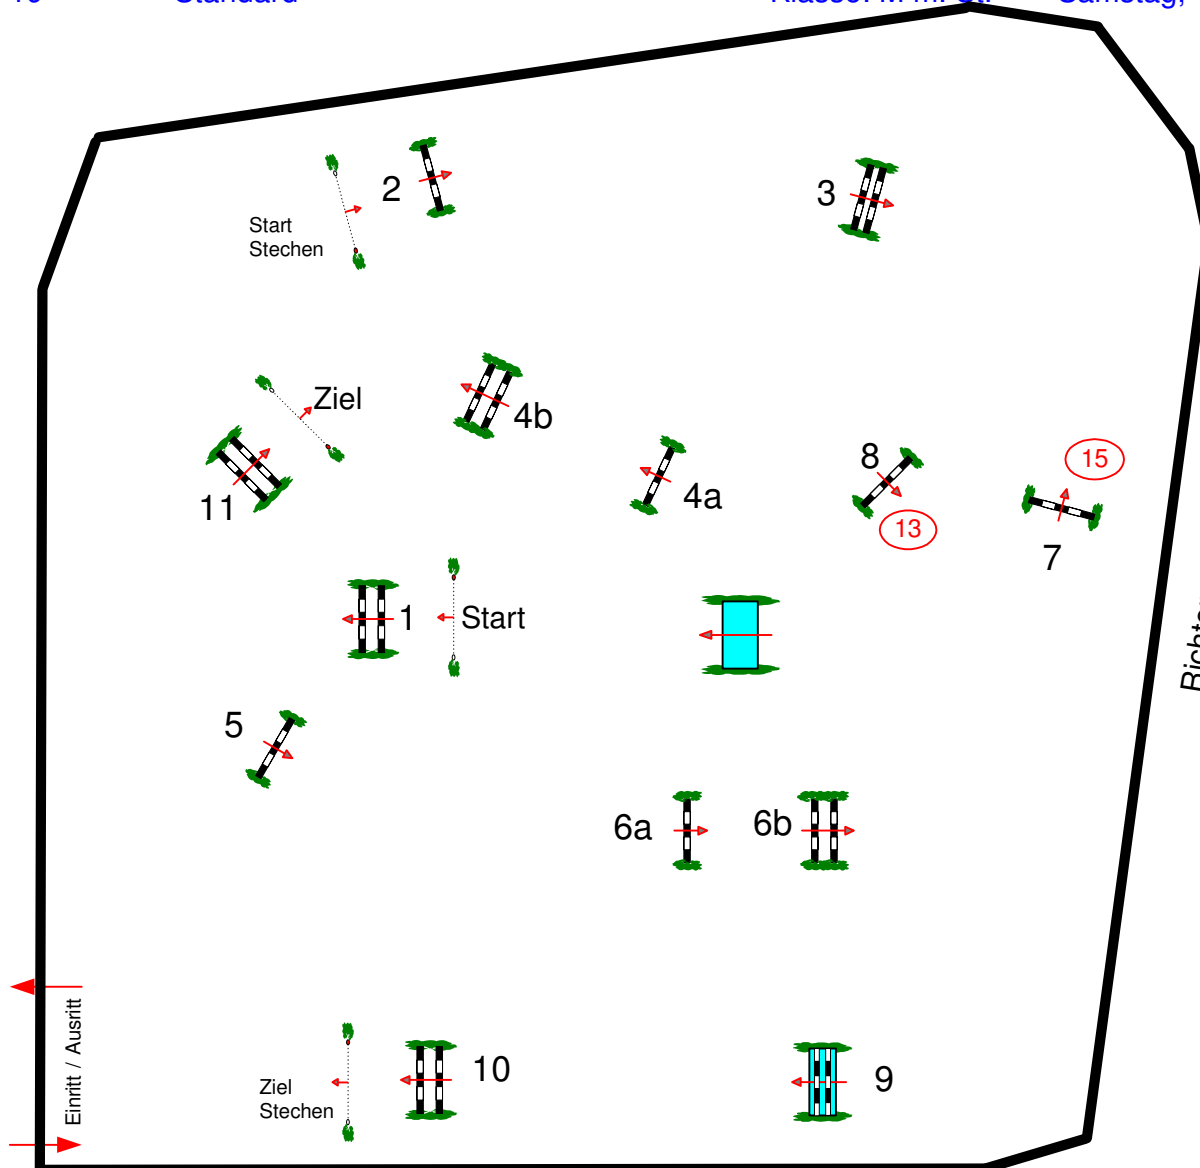 Standard
Samstag,
2
3
Start
Stechen
Ziel
4b
8
15
11
4a
13
7
1
Start
5
6a
6b
Einritt / Ausritt
Ziel
Stechen
10
9